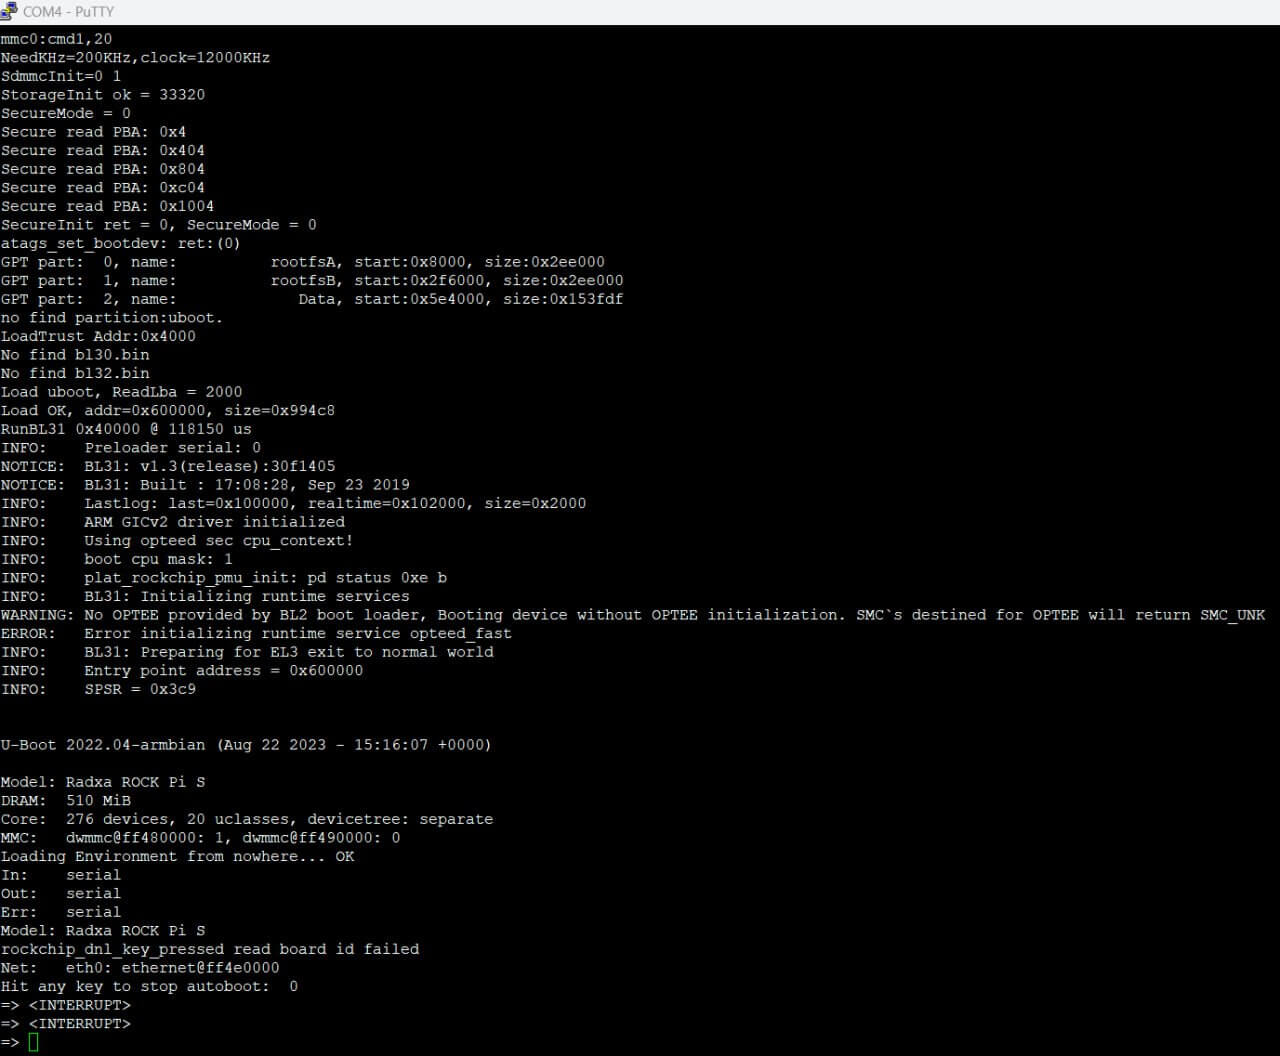 COM4 - PuTTY
mmc0:cmd1,20
NeedKHz=200KHz,clock=12000KHz
SdmmcInit=0 1
StorageInit ok = 33320
SecureMode = 0
Secure read PBA: 0x4
Secure read PBA: 0x404
Secure read PBA: 0x804
Secure read PBA: 0xc04
Secure read PBA: 0x1004
SecureInit ret = 0, SecureMode = 0
atags_set_bootdev: ret:(0)
GPT part:  0, name:          rootfsA, start:0x8000, size:0x2ee000
GPT part:  1, name:          rootfsB, start:0x2f6000, size:0x2ee000
GPT part:  2, name:             Data, start:0x5e4000, size:0x153fdf
no find partition:uboot.
LoadTrust Addr:0x4000
No find bl30.bin
No find bl32.bin
Load uboot, ReadLba = 2000
Load OK, addr=0x600000, size=0x994c8
RunBL31 0x40000 @ 118150 us
INFO:    Preloader serial: 0
NOTICE:  BL31: v1.3(release):30f1405
NOTICE:  BL31: Built : 17:08:28, Sep 23 2019
INFO:    Lastlog: last=0x100000, realtime=0x102000, size=0x2000
INFO:    ARM GICv2 driver initialized
INFO:    Using opteed sec cpu_context!
INFO:    boot cpu mask: 1
INFO:    plat_rockchip_pmu_init: pd status 0xe b
INFO:    BL31: Initializing runtime services
WARNING: No OPTEE provided by BL2 boot loader, Booting device without OPTEE initialization. SMC`s destined for OPTEE will return SMC_UNK
ERROR:   Error initializing runtime service opteed_fast
INFO:    BL31: Preparing for EL3 exit to normal world
INFO:    Entry point address = 0x600000
INFO:    SPSR = 0x3c9
U-Boot 2022.04-armbian (Aug 22 2023 - 15:16:07 +0000)
Model: Radxa ROCK Pi S
DRAM:  510 MiB
Core:  276 devices, 20 uclasses, devicetree: separate
MMC:   dwmmc@ff480000: 1, dwmmc@ff490000: 0
Loading Environment from nowhere... OK
In:    serial
Out:   serial
Err:   serial
Model: Radxa ROCK Pi S
rockchip_dnl_key_pressed read board id failed
Net:   eth0: ethernet@ff4e0000
Hit any key to stop autoboot:  0
=> <INTERRUPT>
=> <INTERRUPT>
=>